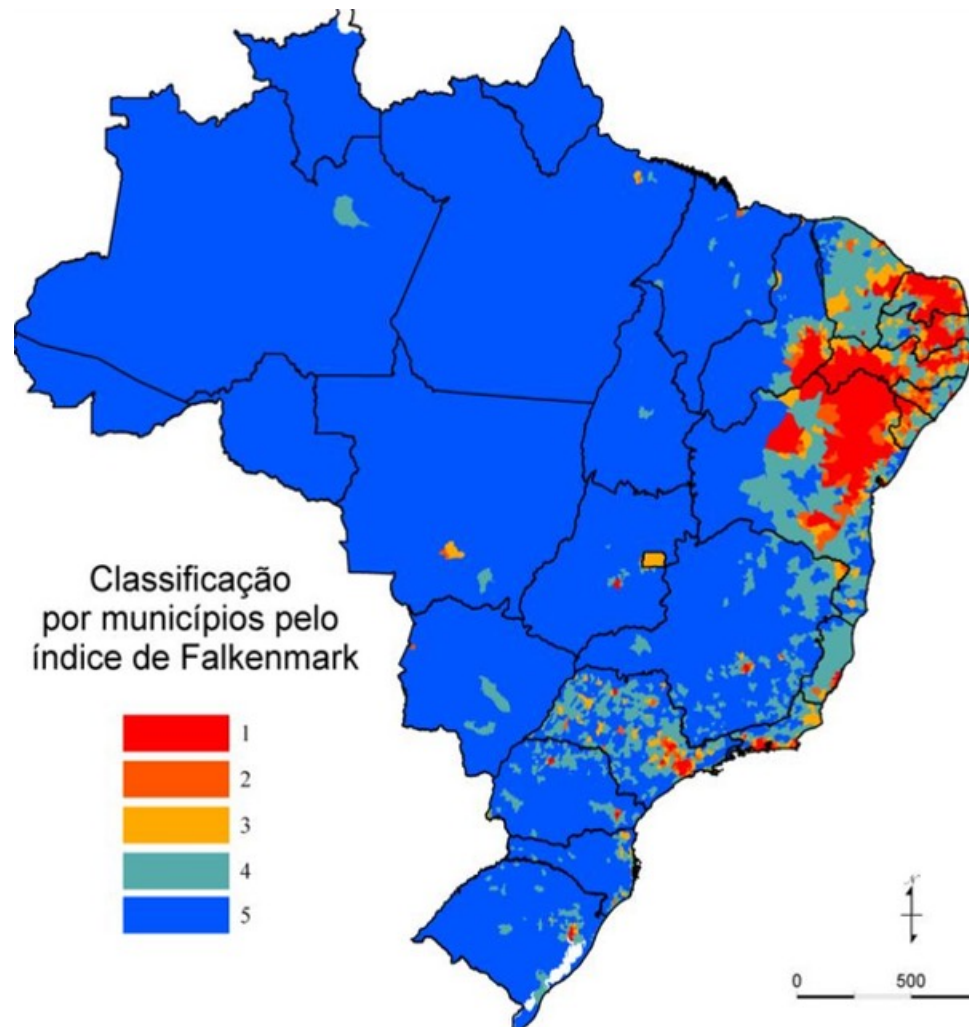 Classificação
por municípios pelo
índice de Falkenmark
1
2
3
4
5
N
0 500